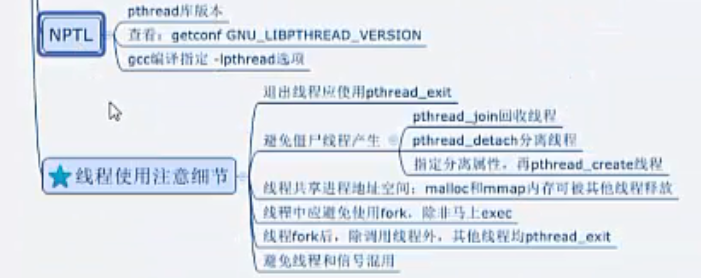 pthread库版本
NPTL
查看：getconf GNU_LIBPTHREAD_VERSION
gcc编译指定 -lpthread选项
退出线程应使用pthread_exit
pthread_join回收线程
避免僵尸线程产生
pthread_detach分离线程
指定分离属性，再pthread_create线程
线程使用注意细节
线程共享进程地址空间；malloc和mmap内存可被其他线程释放
线程中应避免使用fork，除非马上exec
线程fork后，除调用线程外，其他线程均pthread_exit
避免线程和信号混用